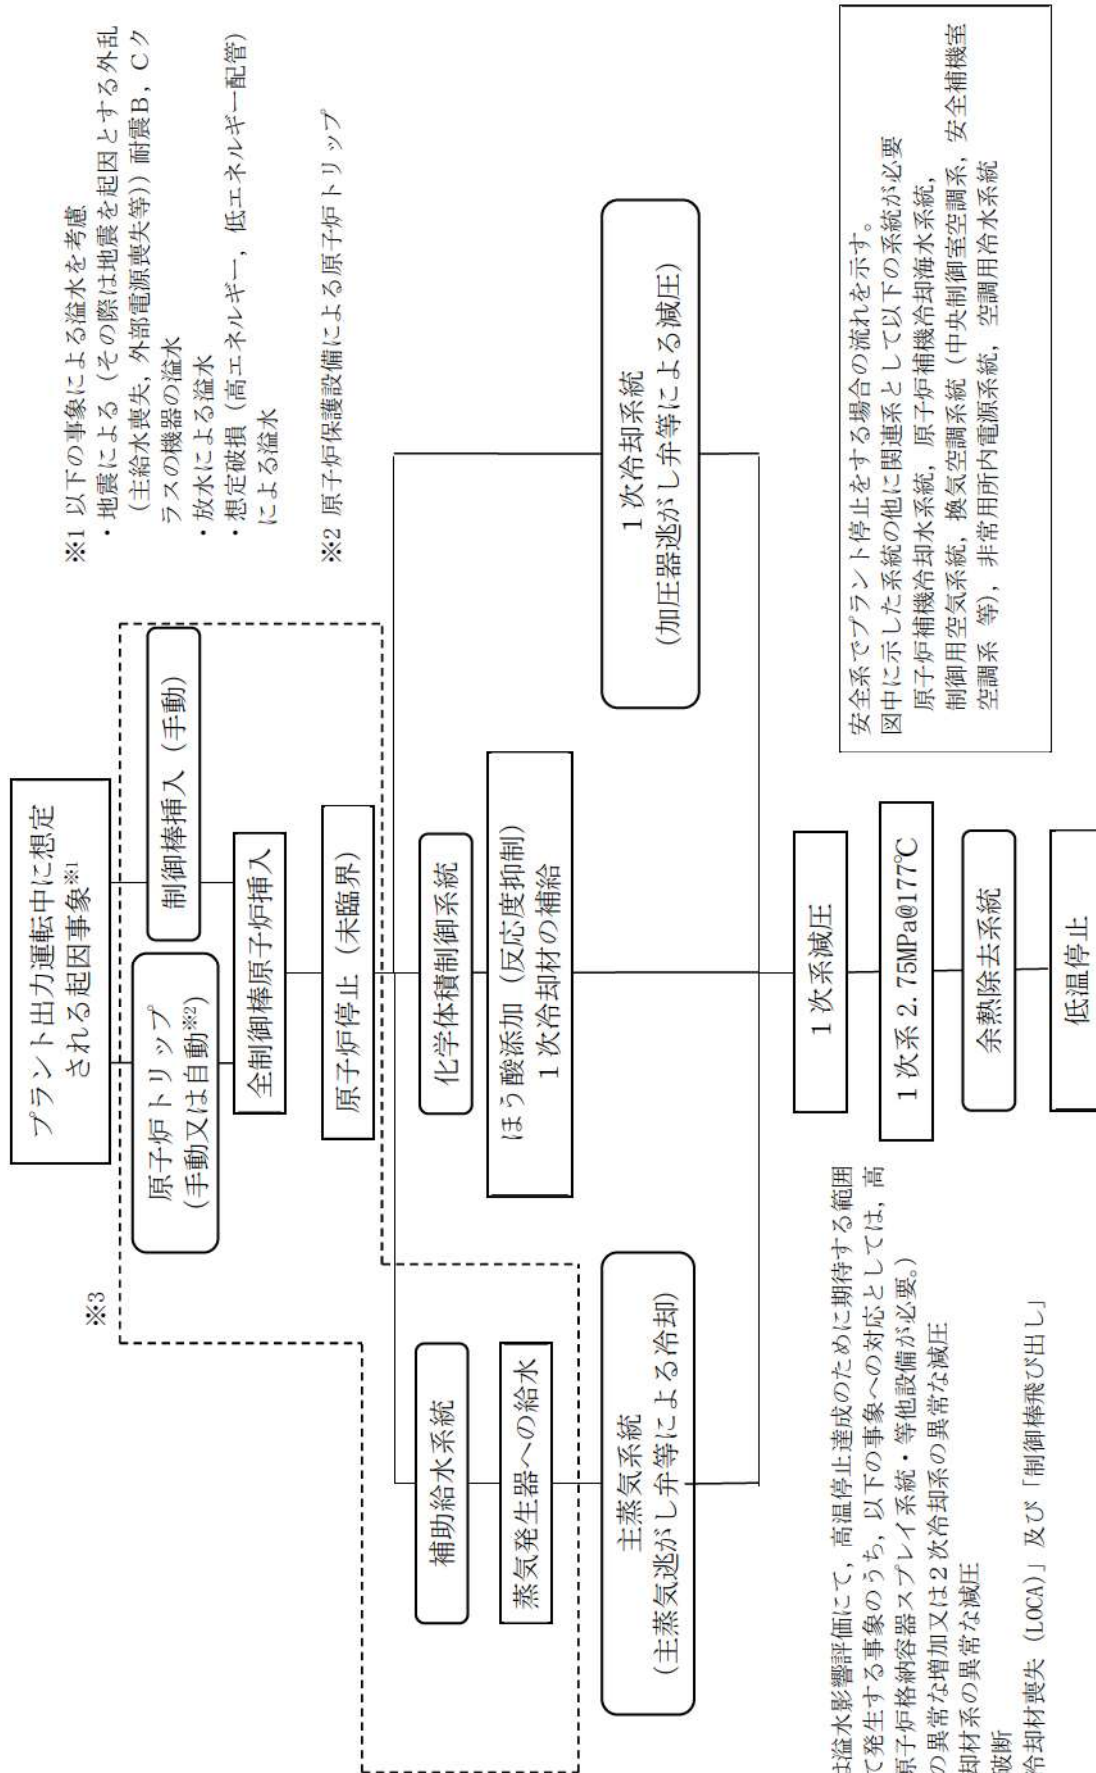 プラント出力運転中に想定
される起因事象※1
※3
原子炉トリップ
(手動又は自動※2)
制御棒挿入（手動）
全制御棒原子炉挿入
原子炉停止（未臨界）
※1 以下の事象による溢水を考慮
・地震による（その際は地震を起因とする外乱
（主給水喪失，外部電源喪失等））耐震B，Cク
ラスの機器の溢水
・放水による溢水
・想定破損（高エネルギー，低エネルギー配管）
による溢水
※2 原子炉保護設備による原子炉トリップ
補助給水系統
蒸気発生器への給水
化学体積制御系統
ほう酸添加（反応度抑制）
１次冷却材の補給
主蒸気系統
(主蒸気逃がし弁等による冷却)
１次冷却系統
(加圧器逃がし弁等による減圧)
１次系減圧
１次系 2.75MPa@177℃
余熱除去系統
低温停止
は溢水影響評価にて，高温停止達成のために期待する範囲
て発生する事象のうち，以下の事象への対応としては，高
原子炉格納容器スプレイ系統・等他設備が必要。）
の異常な増加又は２次冷却系の異常な減圧
却材系の異常な減圧
破断
冷却材喪失（LOCA）」及び「制御棒飛び出し」
安全系でプラント停止をする場合の流れを示す。
図中に示した系統の他に関連系として以下の系統が必要
原子炉補機冷却水系統，原子炉補機冷却海水系統，
制御用空気系統，換気空調系統（中央制御室空調系，安全補機室
空調系 等），非常用所内電源系統，空調用冷水系統